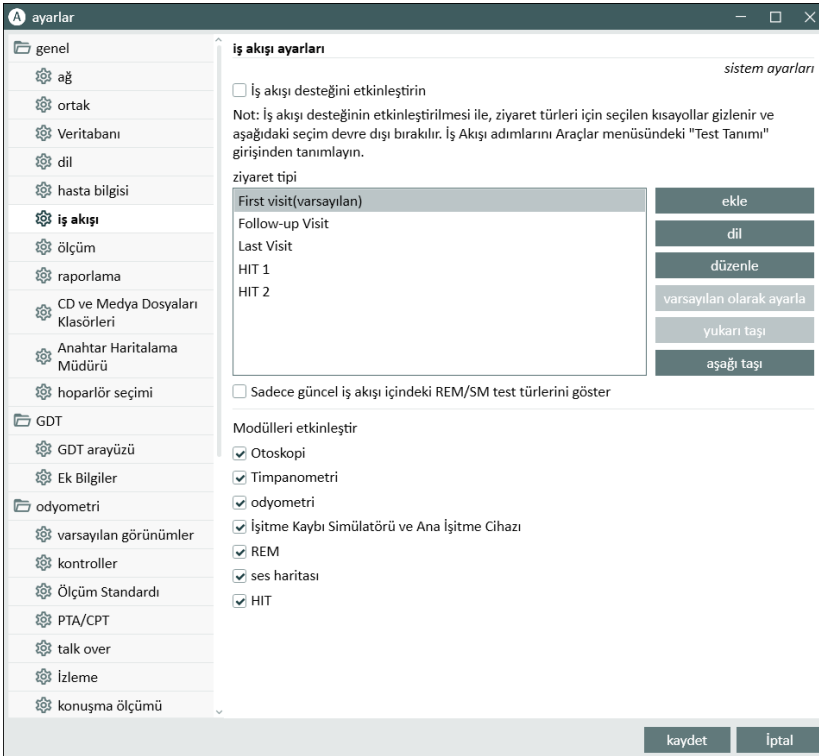 A ayarlar
genel
ağ
ortak
Veritabanı
dil
hasta bilgisi
iş akışı
ölçüm
raporlama
CD ve Medya Dosyaları
Klasörleri
Anahtar Haritalama
Müdürü
hoparlör seçimi
GDT
GDT arayüzü
Ek Bilgiler
odyometri
varsayılan görünümler
kontroller
Ölçüm Standardı
PTA/CPT
talk over
İzleme
konuşma ölçümü
iş akışı ayarları
sistem ayarları
İş akışı desteğini etkinleştirin
Not: İş akışı desteğinin etkinleştirilmesi ile, ziyaret türleri için seçilen kısayollar gizlenir ve
aşağıdaki seçim devre dışı bırakılır. İş Akışı adımlarını Araçlar menüsündeki "Test Tanımı"
girişinden tanımlayın.
ziyaret tipi
First visit(varsayılan)
Follow-up Visit
Last Visit
HIT 1
HIT 2
ekle
dil
düzenle
varsayılan olarak ayarla
yukarı taşı
aşağı taşı
Sadece güncel iş akışı içindeki REM/SM test türlerini göster
Modülleri etkinleştir
Otoskopi
Timpanometri
odyometri
İşitme Kaybı Simülatörü ve Ana İşitme Cihazı
REM
ses haritası
HIT
kaydet
İptal